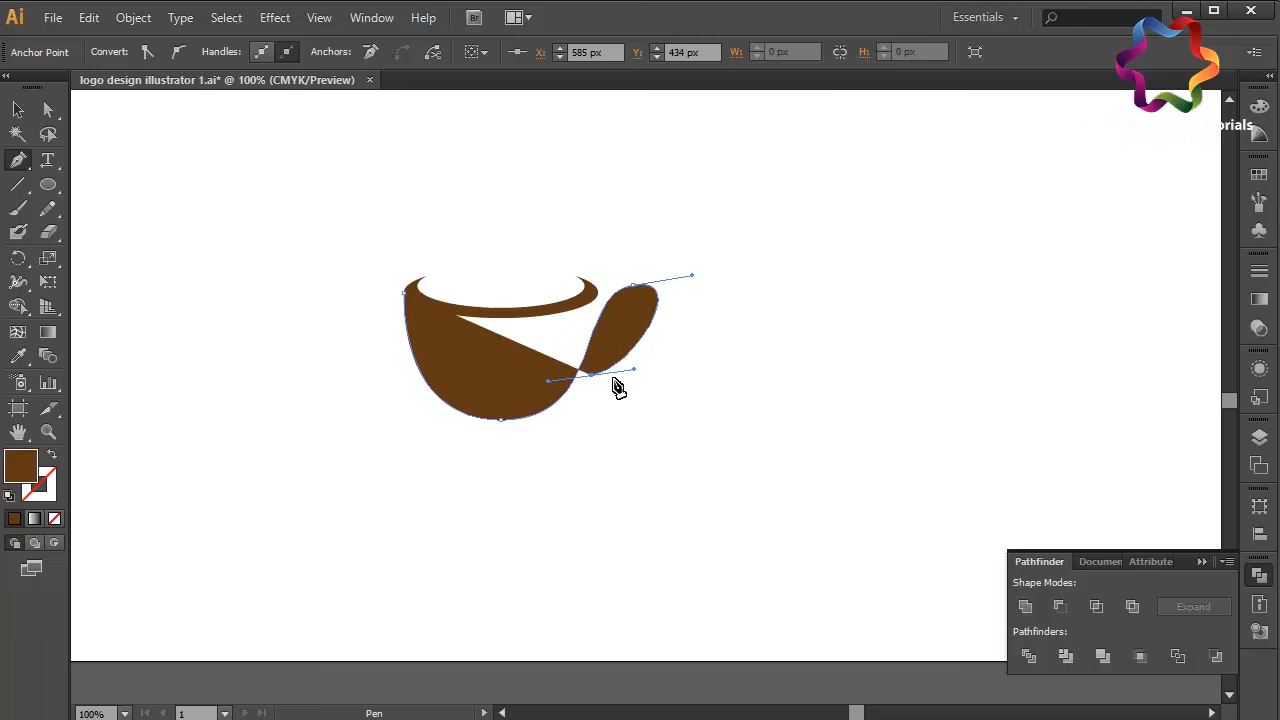 Ai File Edit Object Type Select Effect View Window Help Br Essentials
Anchor Point Convert: Handles: Anchors: X: 585 px Y: 434 px W: 0 px H: 0 px
logo design illustrator 1.ai* @ 100% (CMYK/Preview) ×
orials
Pathfinder Documen Attribute
Shape Modes:
Expand
Pathfinders:
100% 1 Pen